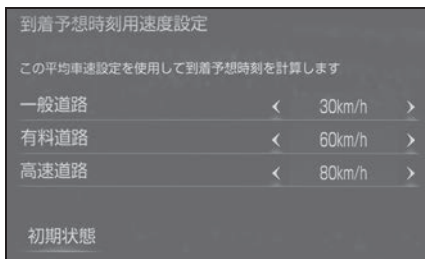 到着予想時刻用速度設定
この平均車速設定を使用して到着予想時刻を計算します
一般道路 < 30km/h >
有料道路 < 60km/h >
高速道路 < 80km/h >
初期状態